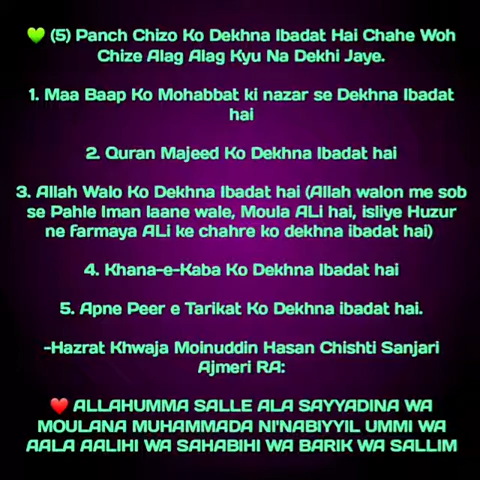 💚 (5) Panch Chizo Ko Dekhna Ibadat Hai Chahe Woh
Chize Alag Alag Kyu Na Dekhi Jaye.
1. Maa Baap Ko Mohabbat ki nazar se Dekhna Ibadat
hai
2. Quran Majeed Ko Dekhna Ibadat hai
3. Allah Walo Ko Dekhna Ibadat hai (Allah walon me sob
se Pahle Iman laane wale, Moula ALi hai, isliye Huzur
ne farmaya ALi ke chahre ko dekhna ibadat hai)
4. Khana-e-Kaba Ko Dekhna Ibadat hai
5. Apne Peer e Tarikat Ko Dekhna ibadat hai.
-Hazrat Khwaja Moinuddin Hasan Chishti Sanjari
Ajmeri RA:
❤️ ALLAHUMMA SALLE ALA SAYYADINA WA
MOULANA MUHAMMADA NI'NABIYYIL UMMI WA
AALA AALIHI WA SAHABIHI WA BARIK WA SALLIM